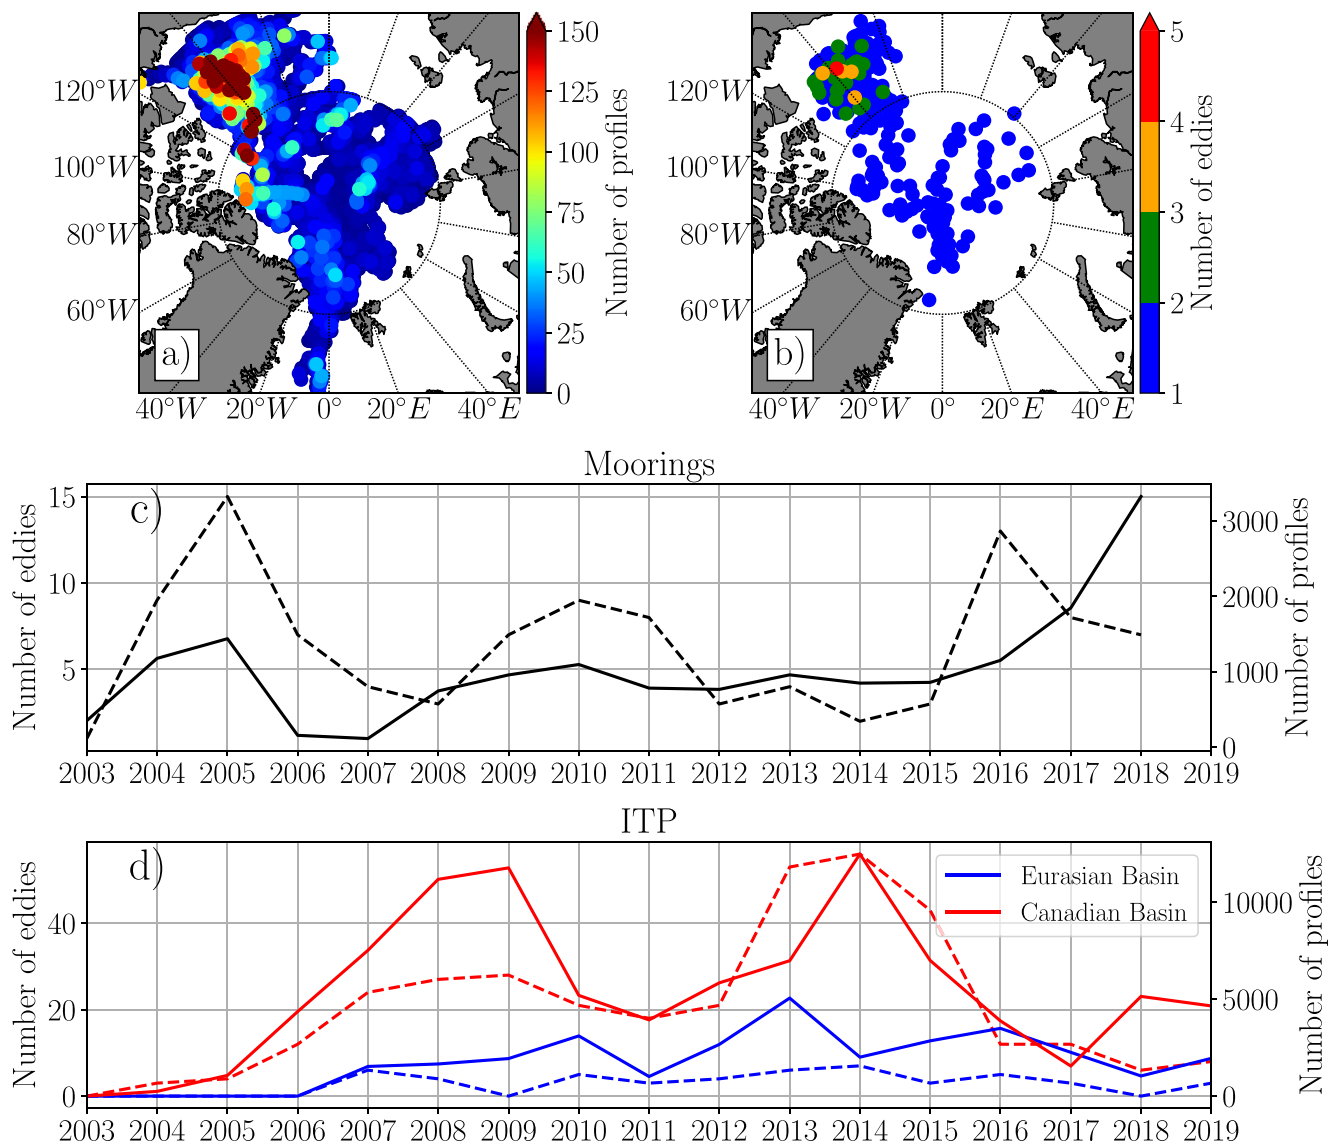 120°W
100°W
80°W
60°W
40°W 20°W 0° 20°E 40°E
a)
150
125
100
75
50
25
0
Number of profiles
120°W
100°W
80°W
60°W
40°W 20°W 0° 20°E 40°E
b)
5
4
3
2
1
Number of eddies
Moorings
c)
Number of eddies
15
10
5
3000
2000
1000
0
Number of profiles
2003 2004 2005 2006 2007 2008 2009 2010 2011 2012 2013 2014 2015 2016 2017 2018 2019
ITP
d)
Number of eddies
40
20
0
Eurasian Basin
Canadian Basin
10000
5000
0
Number of profiles
2003 2004 2005 2006 2007 2008 2009 2010 2011 2012 2013 2014 2015 2016 2017 2018 2019